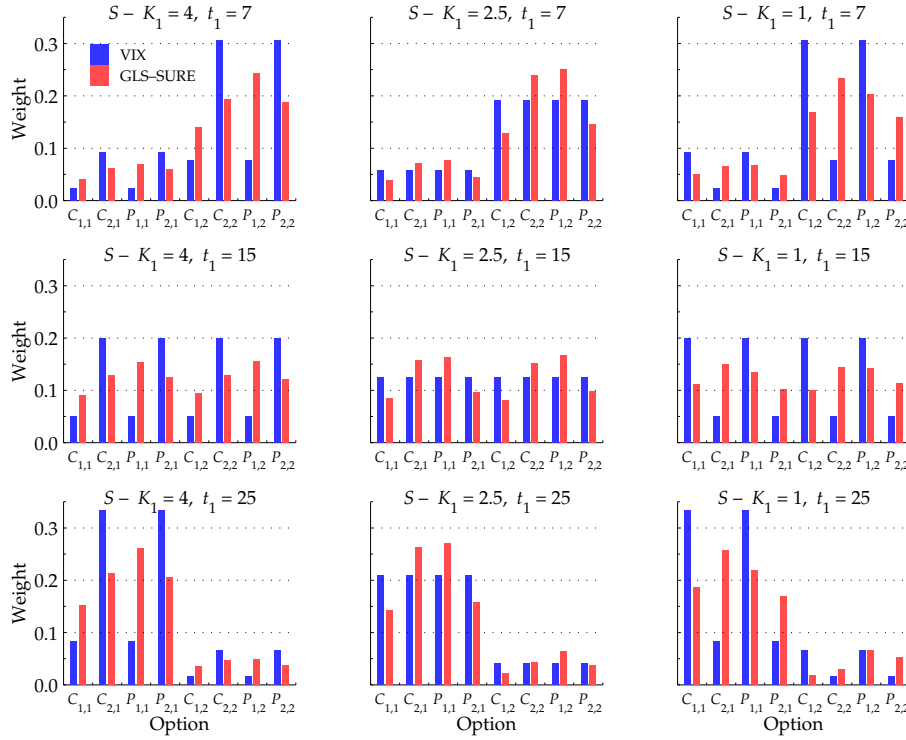 S – K₁ = 4, t₁ = 7
S – K₁ = 2.5, t₁ = 7
S – K₁ = 1, t₁ = 7
VIX
GLS–SURE
Weight
0.3
0.2
0.1
0.0
C₁,₁ C₂,₁ P₁,₁ P₂,₁ C₁,₂ C₂,₂ P₁,₂ P₂,₂
C₁,₁ C₂,₁ P₁,₁ P₂,₁ C₁,₂ C₂,₂ P₁,₂ P₂,₂
C₁,₁ C₂,₁ P₁,₁ P₂,₁ C₁,₂ C₂,₂ P₁,₂ P₂,₂
S – K₁ = 4, t₁ = 15
S – K₁ = 2.5, t₁ = 15
S – K₁ = 1, t₁ = 15
Weight
0.3
0.2
0.1
0.0
C₁,₁ C₂,₁ P₁,₁ P₂,₁ C₁,₂ C₂,₂ P₁,₂ P₂,₂
C₁,₁ C₂,₁ P₁,₁ P₂,₁ C₁,₂ C₂,₂ P₁,₂ P₂,₂
C₁,₁ C₂,₁ P₁,₁ P₂,₁ C₁,₂ C₂,₂ P₁,₂ P₂,₂
S – K₁ = 4, t₁ = 25
S – K₁ = 2.5, t₁ = 25
S – K₁ = 1, t₁ = 25
Weight
0.3
0.2
0.1
0.0
C₁,₁ C₂,₁ P₁,₁ P₂,₁ C₁,₂ C₂,₂ P₁,₂ P₂,₂
C₁,₁ C₂,₁ P₁,₁ P₂,₁ C₁,₂ C₂,₂ P₁,₂ P₂,₂
C₁,₁ C₂,₁ P₁,₁ P₂,₁ C₁,₂ C₂,₂ P₁,₂ P₂,₂
Option
Option
Option